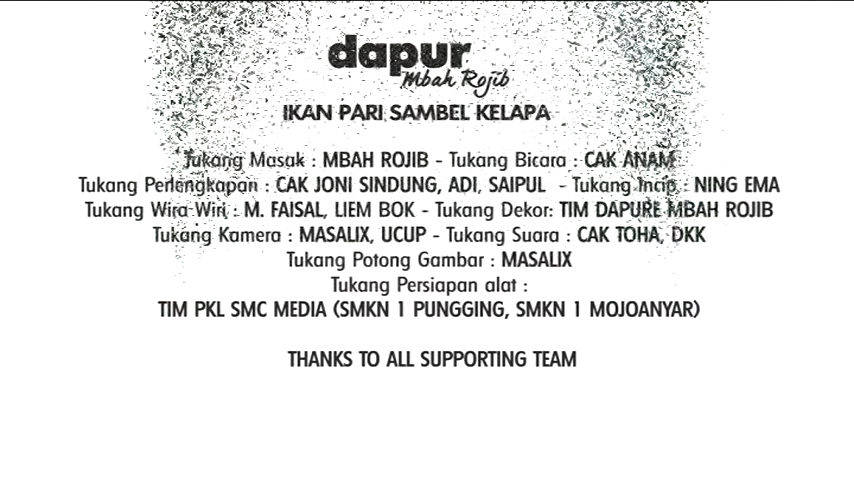 dapur
Mbah Rojib
IKAN PARI SAMBEL KELAPA
Tukang Masak : MBAH ROJIB - Tukang Bicara : CAK ANAM
Tukang Perlengkapan : CAK JONI SINDUNG, ADI, SAIPUL - Tukang Incip : NING EMA
Tukang Wira-Wiri : M. FAISAL, LIEM BOK - Tukang Dekor: TIM DAPURE MBAH ROJIB
Tukang Kamera : MASALIX, UCUP - Tukang Suara : CAK TOHA, DKK
Tukang Potong Gambar : MASALIX
Tukang Persiapan alat :
TIM PKL SMC MEDIA (SMKN 1 PUNGGING, SMKN 1 MOJOANYAR)
THANKS TO ALL SUPPORTING TEAM